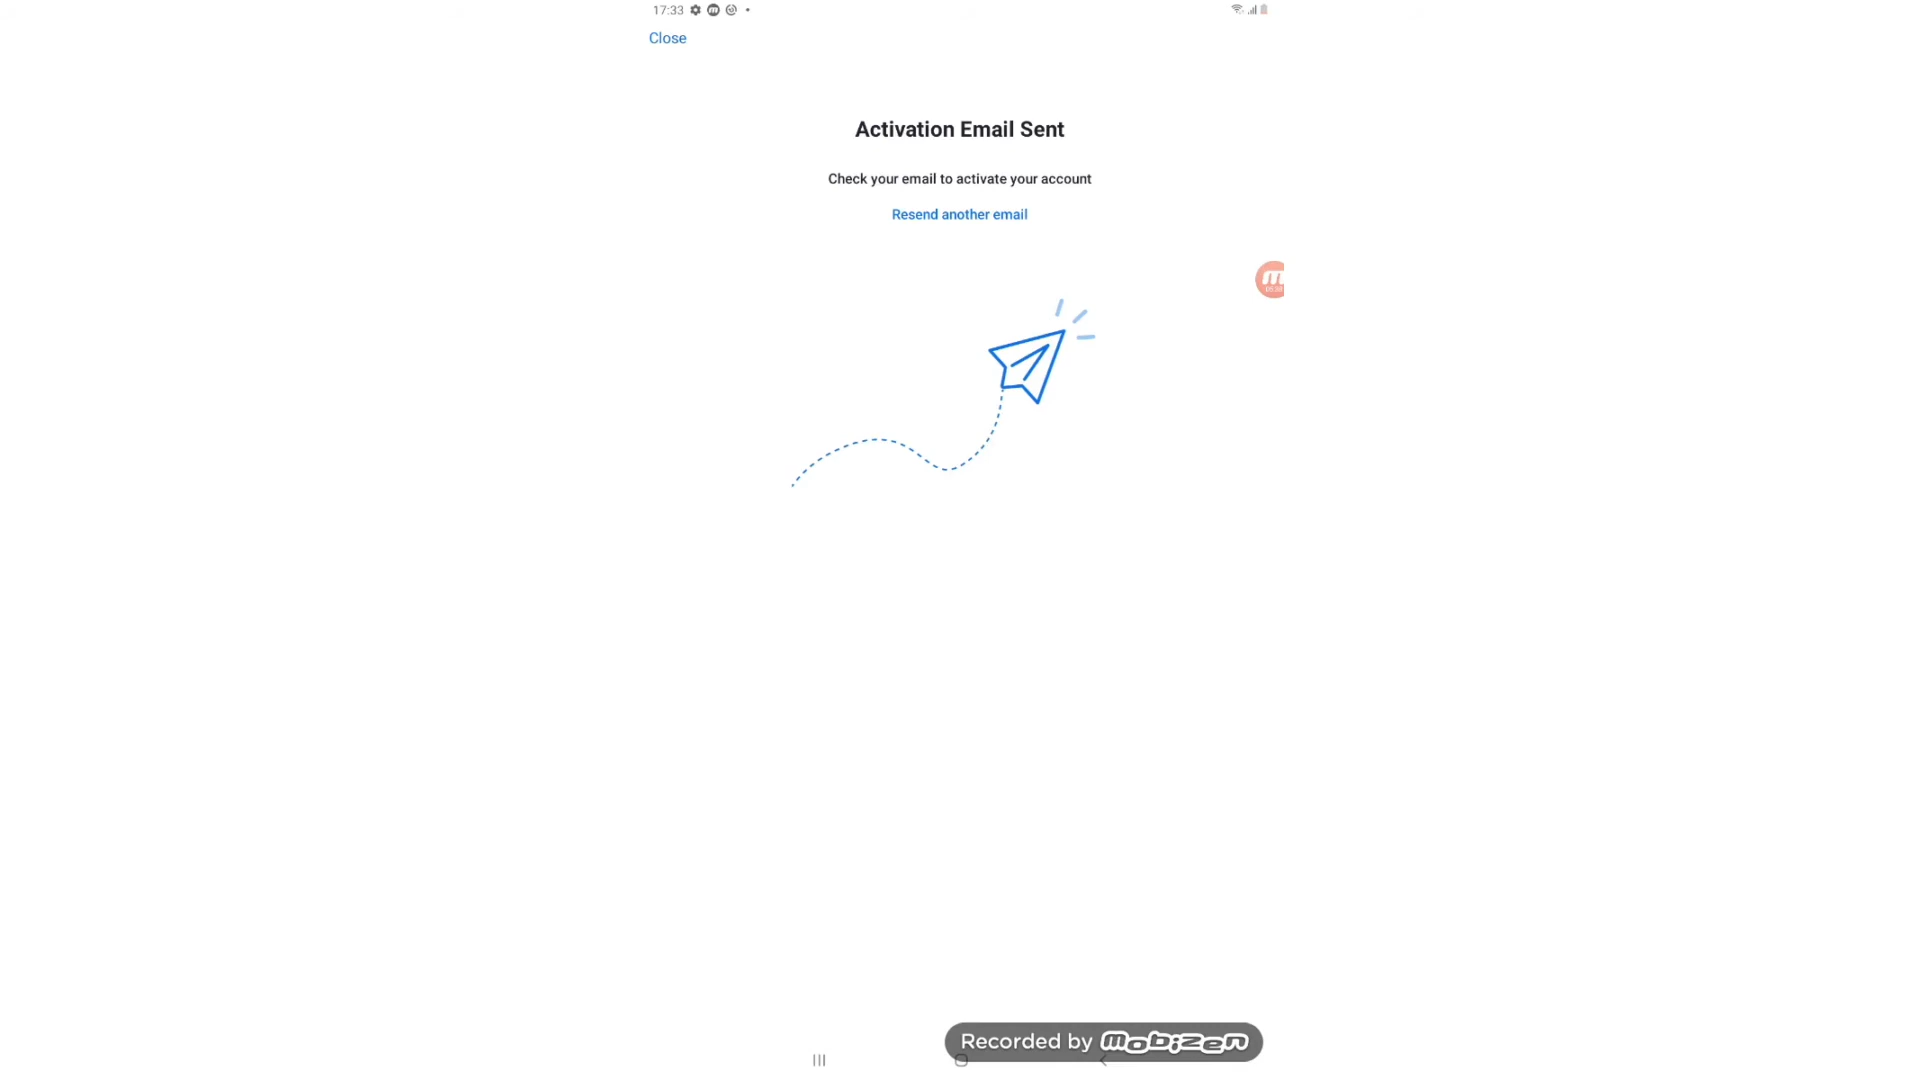 17:33
Close
Activation Email Sent
Check your email to activate your account
Resend another email
Recorded by mobizen